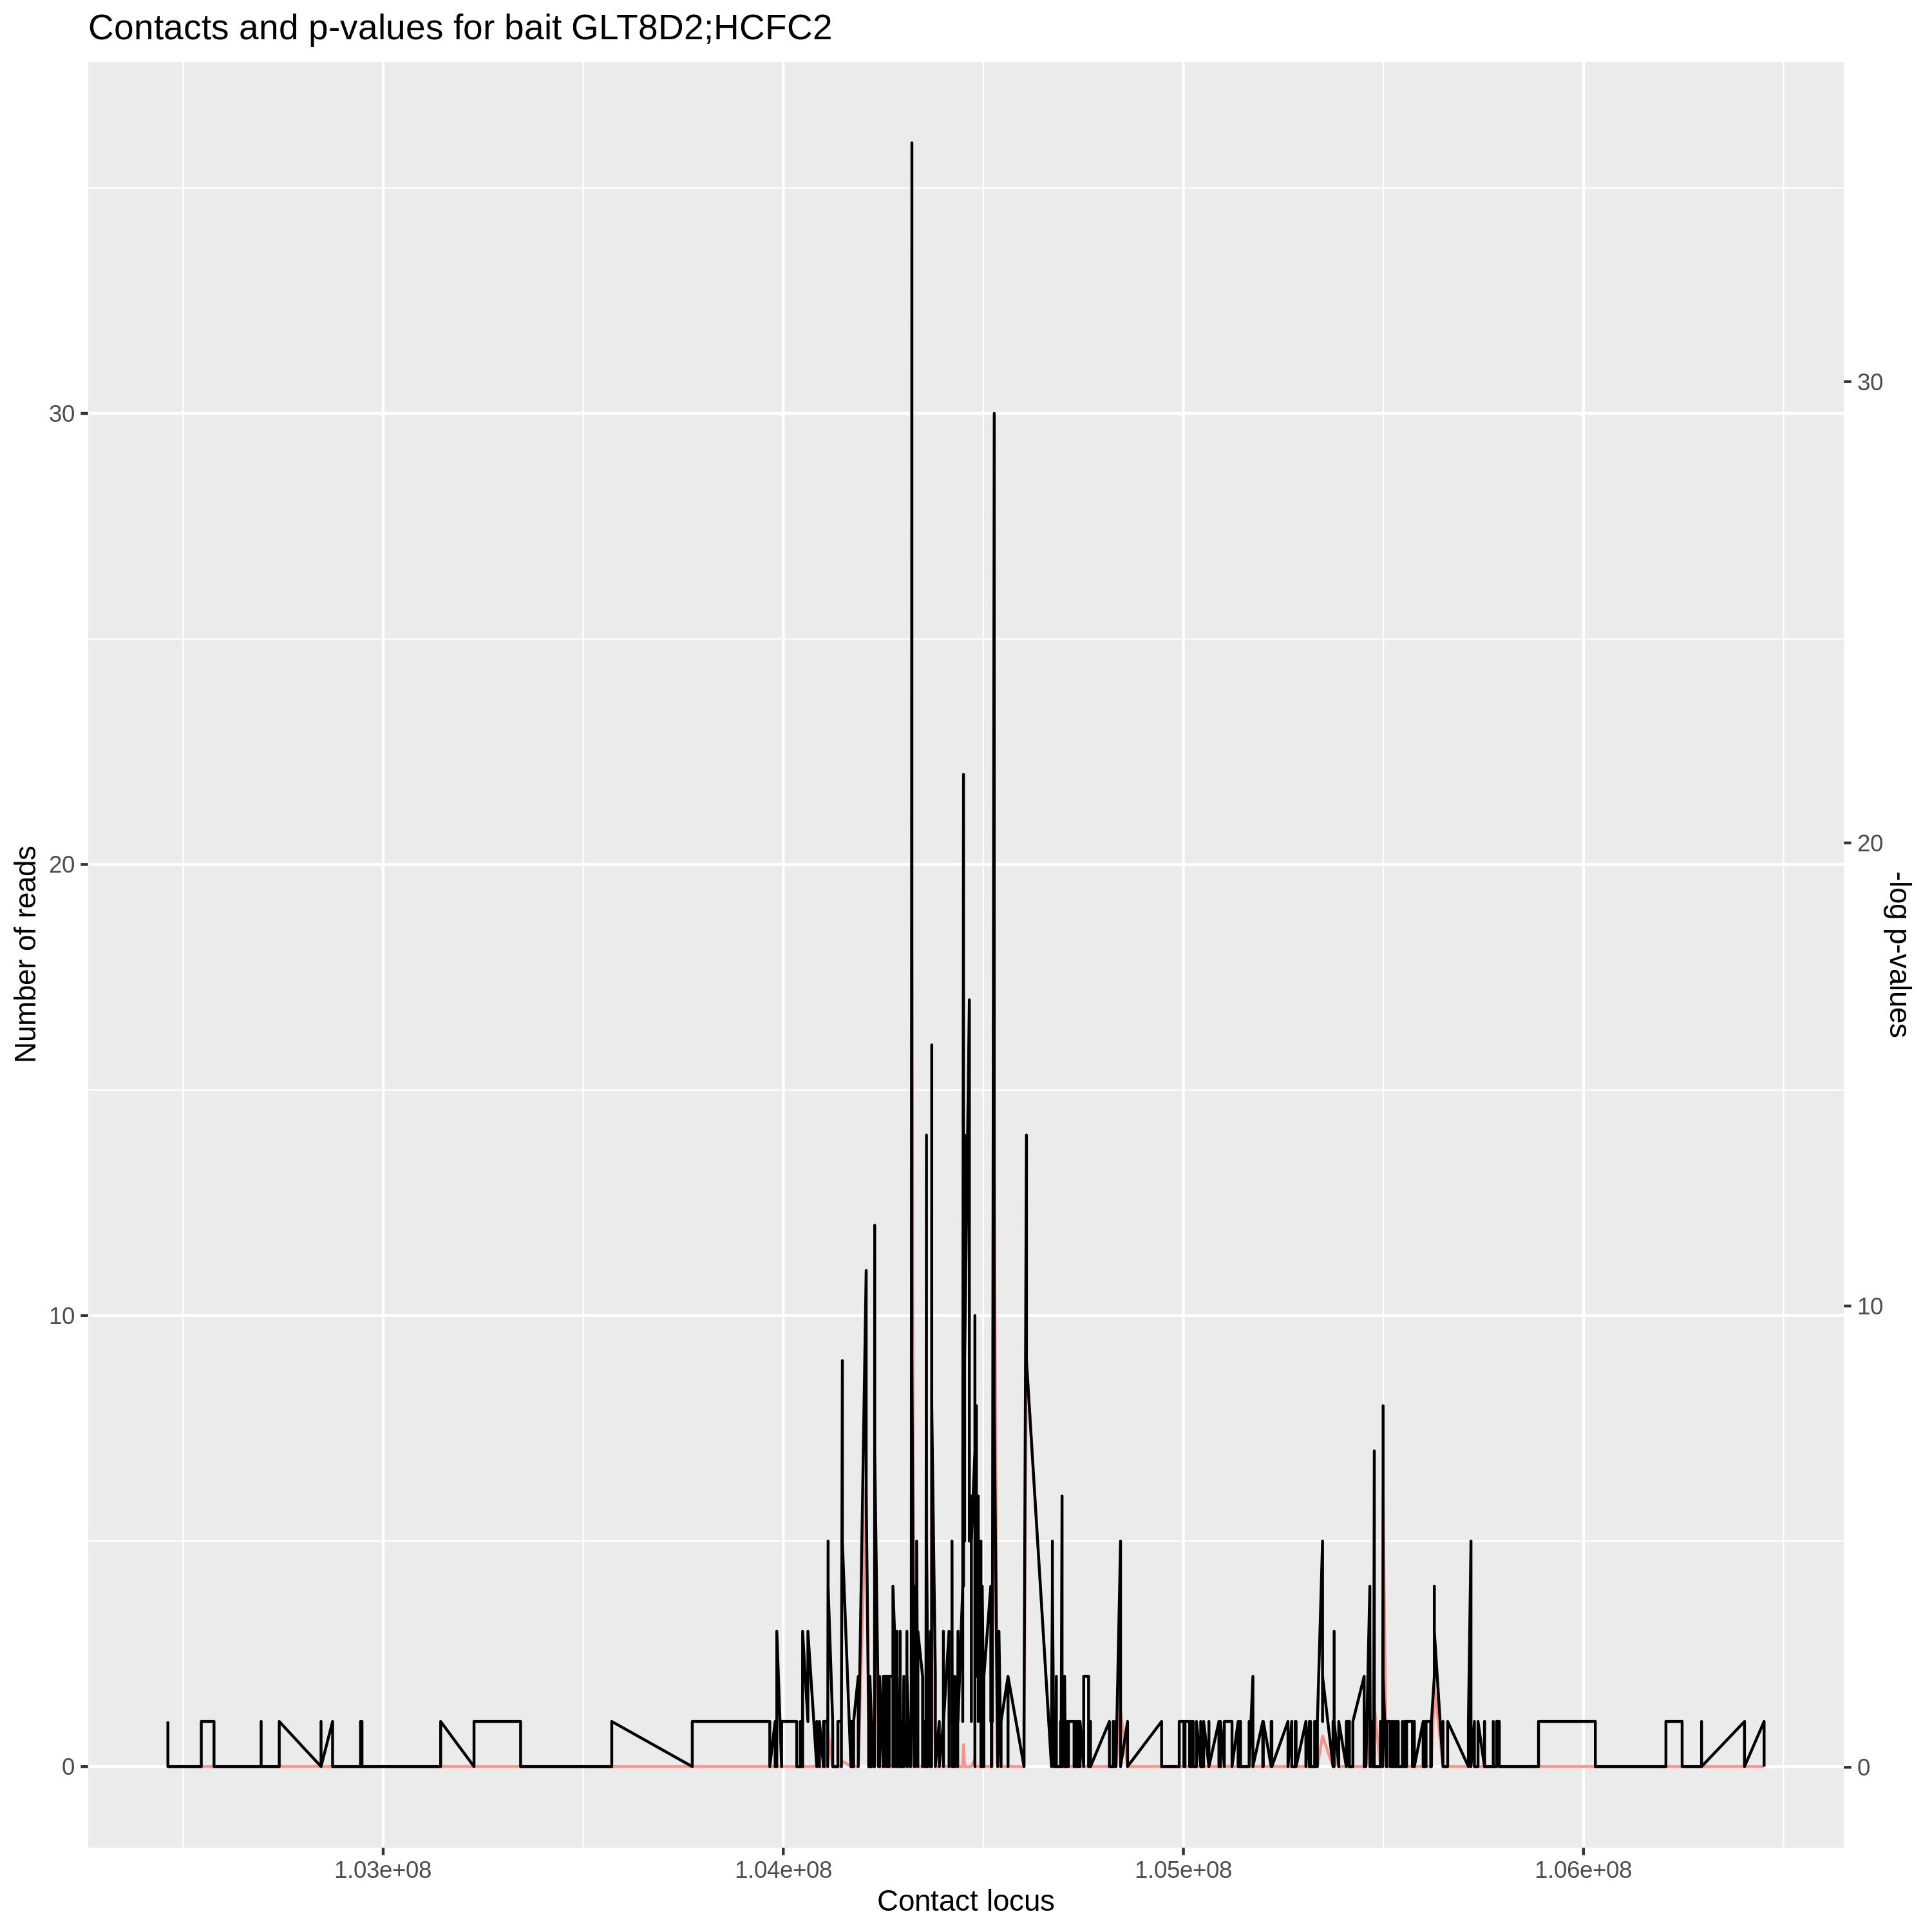 Contacts and p-values for bait GLT8D2;HCFC2
Number of reads
30
20
10
0
30
20
10
0
-log p-values
1.03e+08 1.04e+08 1.05e+08 1.06e+08
Contact locus